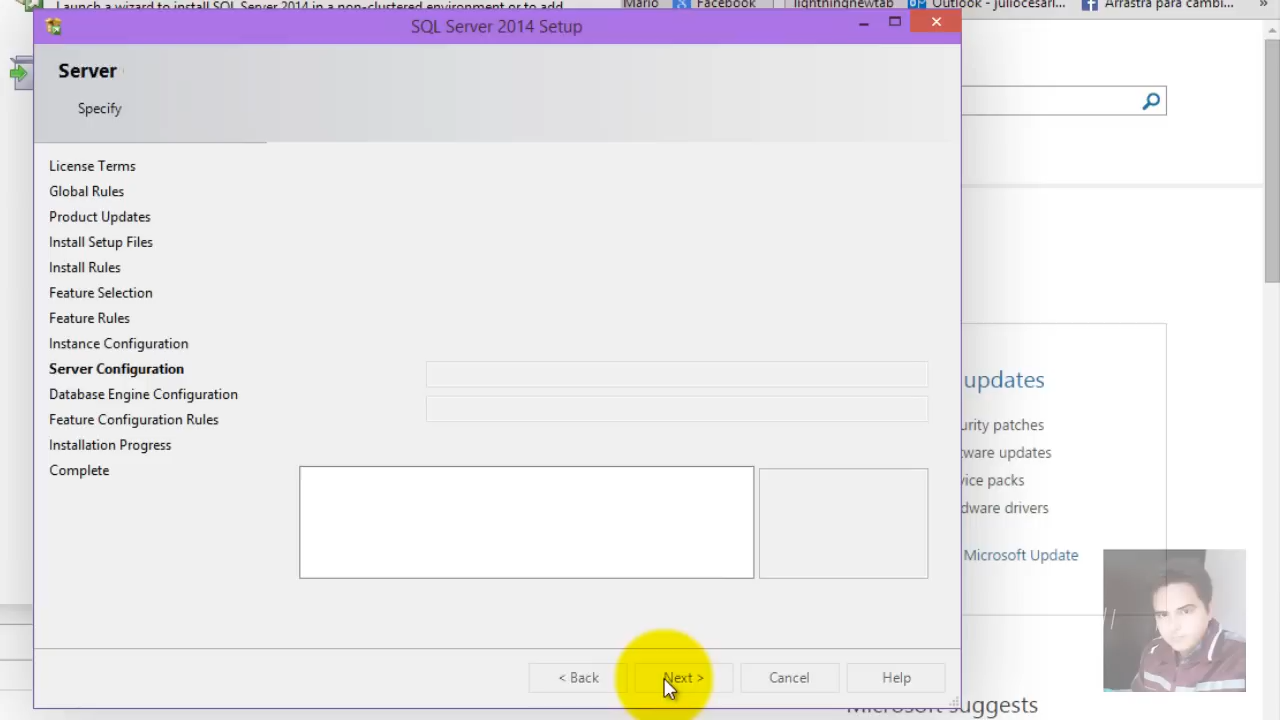 Launch a wizard to install SQL Server 2014 in a non-clustered environment or to add
Mario
Facebook
lightningnewtab
Outlook - juliocesarl...
Arrastra para cambi...
»
SQL Server 2014 Setup
Server
Specify
License Terms
Global Rules
Product Updates
Install Setup Files
Install Rules
Feature Selection
Feature Rules
Instance Configuration
Server Configuration
Database Engine Configuration
Feature Configuration Rules
Installation Progress
Complete
updates
urity patches
tware updates
vice packs
dware drivers
Microsoft Update
< Back
Next >
Cancel
Help
Microsoft suggests